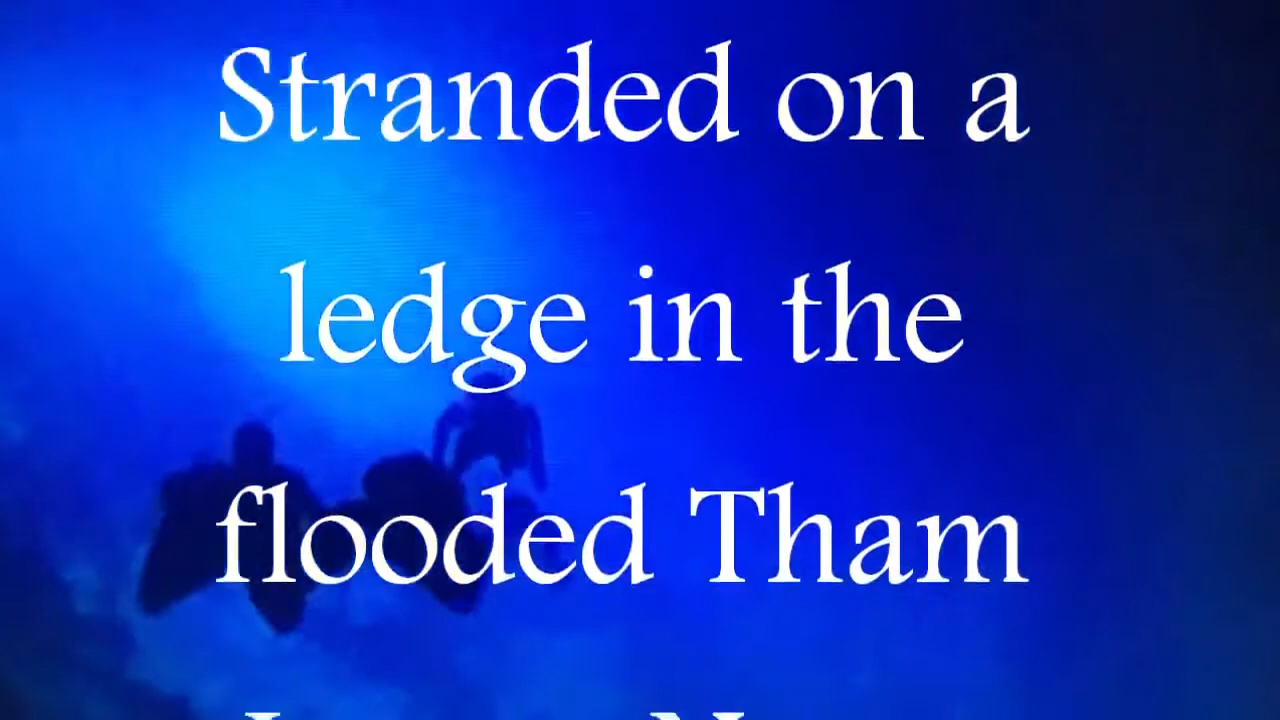 Stranded on a
ledge in the
flooded Tham